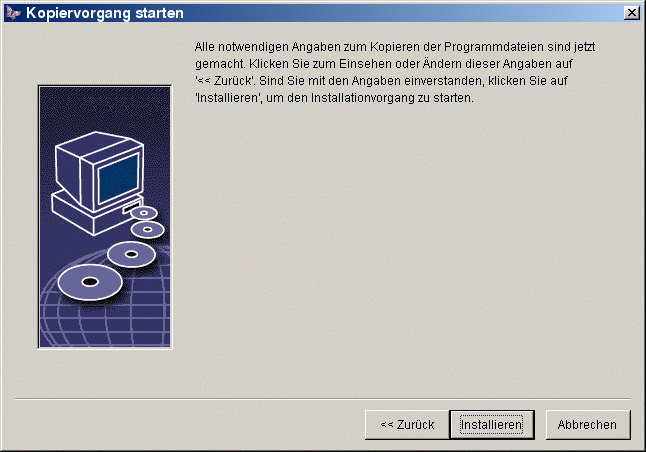 Kopiervorgang starten
Alle notwendigen Angaben zum Kopieren der Programmdateien sind jetzt
gemacht. Klicken Sie zum Einsehen oder Ändern dieser Angaben auf
'<< Zurück'. Sind Sie mit den Angaben einverstanden, klicken Sie auf
'Installieren', um den Installationvorgang zu starten.
<< Zurück
Installieren
Abbrechen